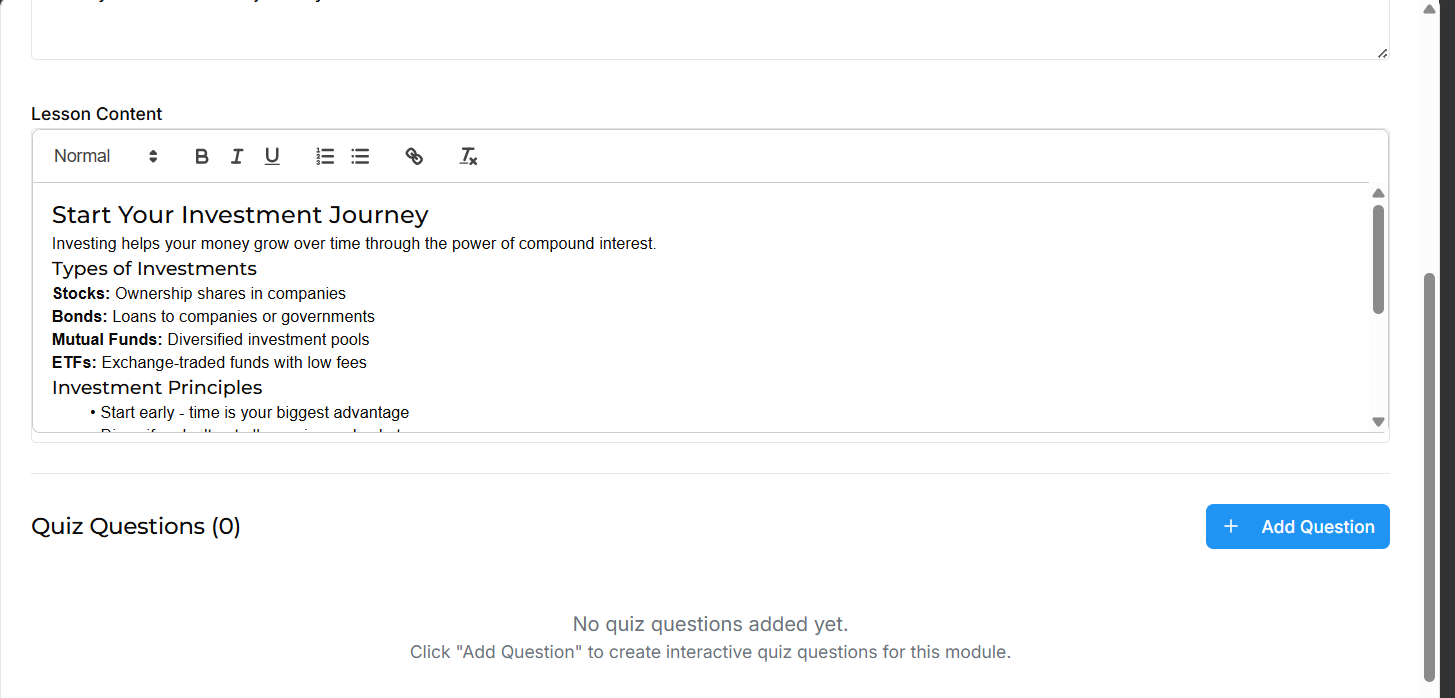 Lesson Content
Normal
Start Your Investment Journey
Investing helps your money grow over time through the power of compound interest.
Types of Investments
Stocks: Ownership shares in companies
Bonds: Loans to companies or governments
Mutual Funds: Diversified investment pools
ETFs: Exchange-traded funds with low fees
Investment Principles
• Start early - time is your biggest advantage
Quiz Questions (0)
+ Add Question
No quiz questions added yet.
Click "Add Question" to create interactive quiz questions for this module.